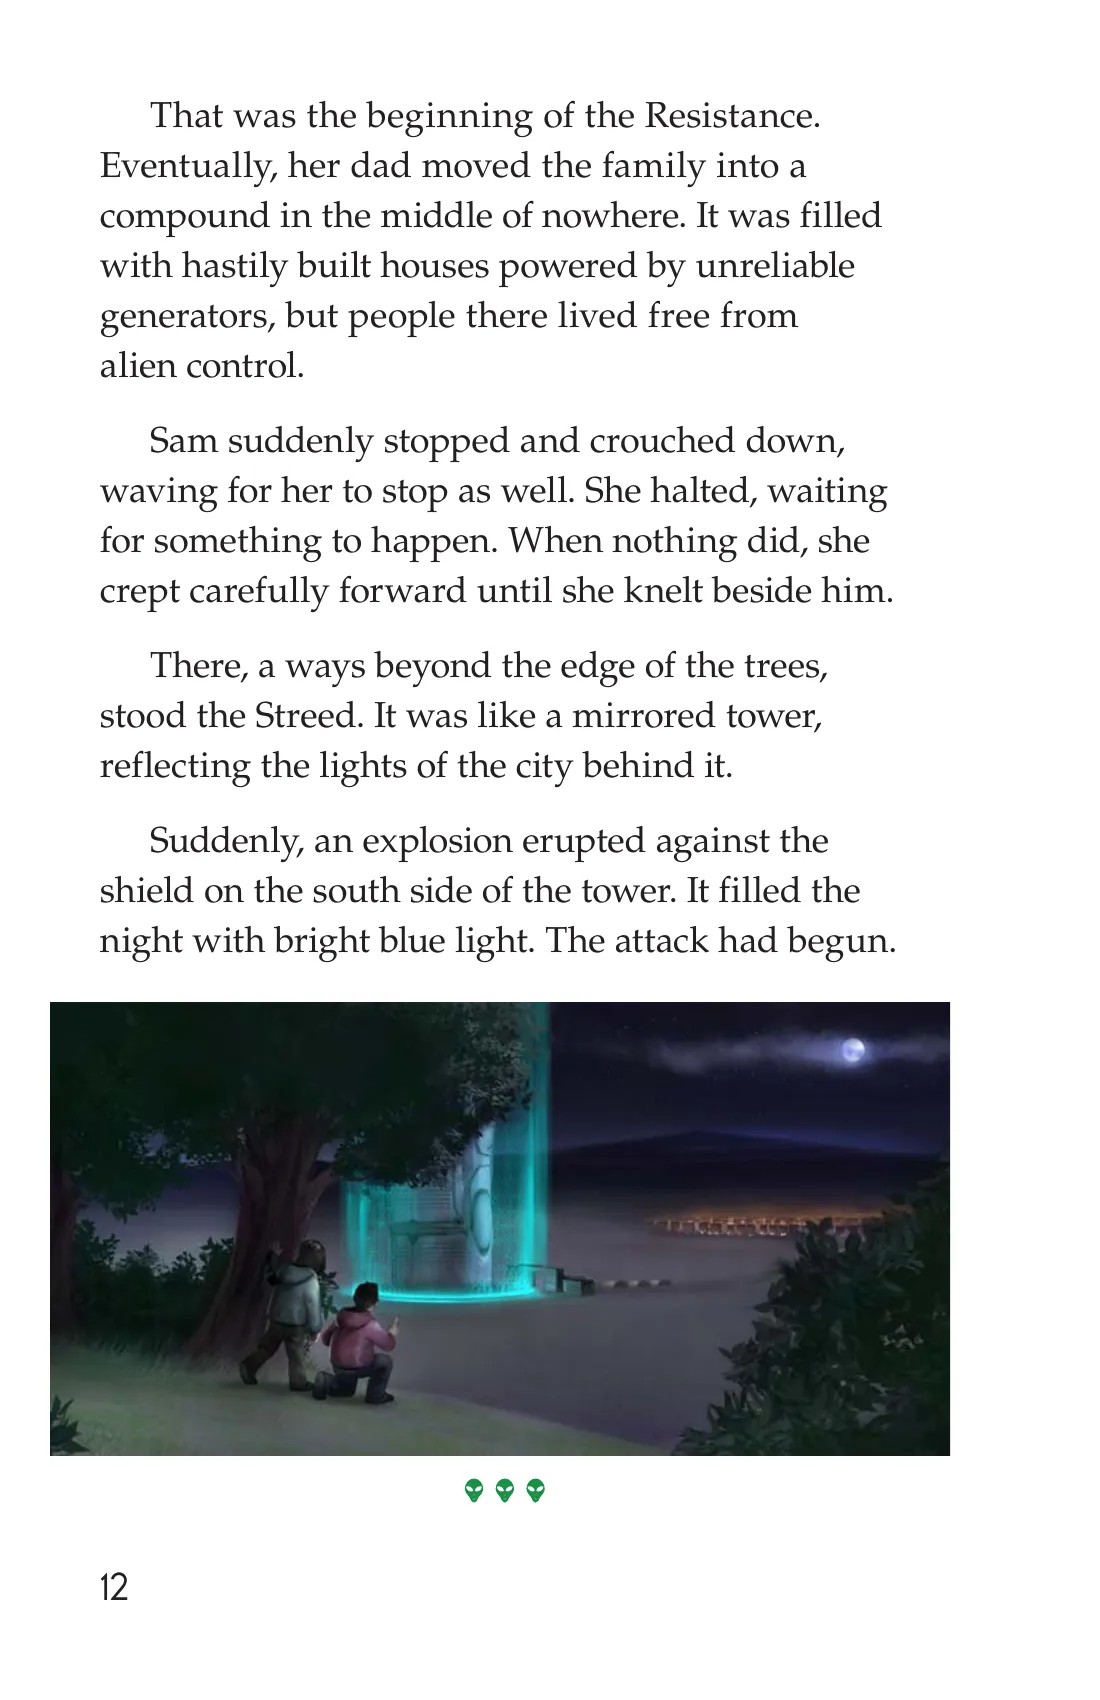 That was the beginning of the Resistance.
Eventually, her dad moved the family into a
compound in the middle of nowhere. It was filled
with hastily built houses powered by unreliable
generators, but people there lived free from
alien control.
Sam suddenly stopped and crouched down,
waving for her to stop as well. She halted, waiting
for something to happen. When nothing did, she
crept carefully forward until she knelt beside him.
There, a ways beyond the edge of the trees,
stood the Streed. It was like a mirrored tower,
reflecting the lights of the city behind it.
Suddenly, an explosion erupted against the
shield on the south side of the tower. It filled the
night with bright blue light. The attack had begun.
12